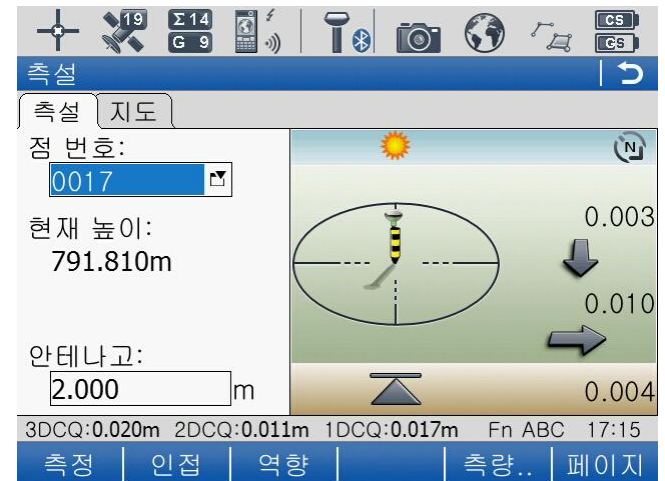 19 Σ 14 G 9 CS GS
측설
측설 지도
점 번호:
0017
현재 높이:
791.810m
안테나고:
2.000 m
N
0.003
0.010
0.004
3DCQ:0.020m 2DCQ:0.011m 1DCQ:0.017m Fn ABC 17:15
측정 인접 역향 측량.. 페이지